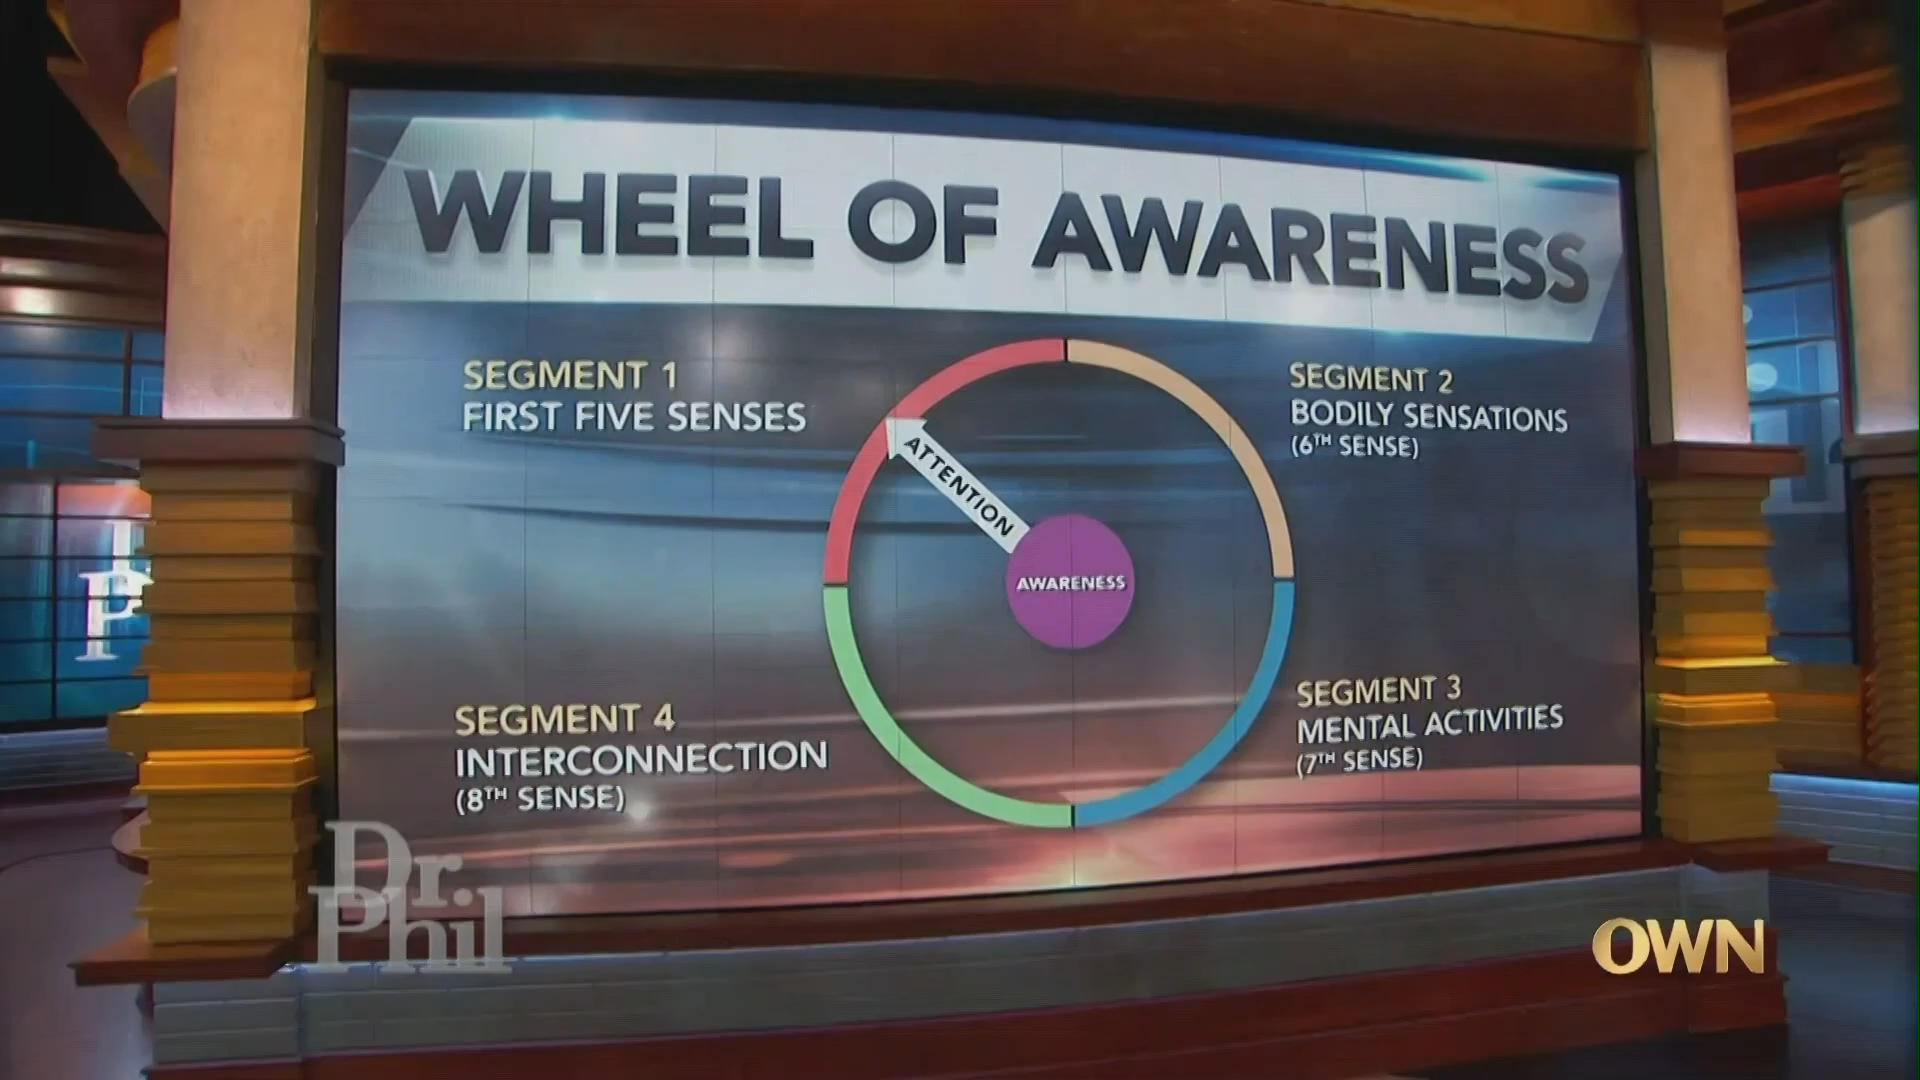 WHEEL OF AWARENESS
SEGMENT 1
FIRST FIVE SENSES
SEGMENT 2
BODILY SENSATIONS
(6TH SENSE)
ATTENTION
AWARENESS
SEGMENT 3
MENTAL ACTIVITIES
(7TH SENSE)
SEGMENT 4
INTERCONNECTION
(8TH SENSE)
Dr.
Phil
OWN
P